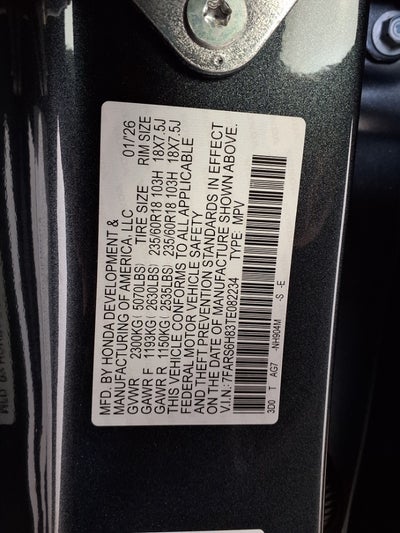 MFD. BY HONDA DEVELOPMENT &
MANUFACTURING OF AMERICA, LLC 01/26
TIRE SIZE RIM SIZE
GVWR 2300KG( 5070LBS)
GAWR F 1193KG( 2630LBS) 235/60R18 103H 18X7.5J
GAWR R 1150KG( 2535LBS) 235/60R18 103H 18X7.5J
THIS VEHICLE CONFORMS TO ALL APPLICABLE
FEDERAL MOTOR VEHICLE SAFETY
AND THEFT PREVENTION STANDARDS IN EFFECT
ON THE DATE OF MANUFACTURE SHOWN ABOVE.
V.I.N.: 7FARS6H83TE082234 TYPE: MPV
3D0 T AG7 -NH904M -S -E